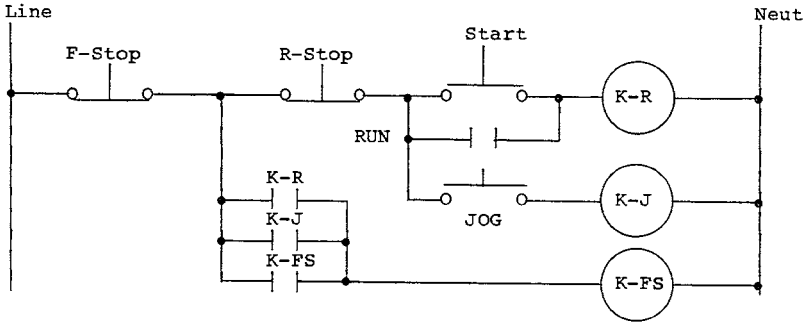 Line
Neut
Start
F-Stop
R-Stop
K-R
RUN
K-R
K-J
K-J
JOG
K-FS
K-FS